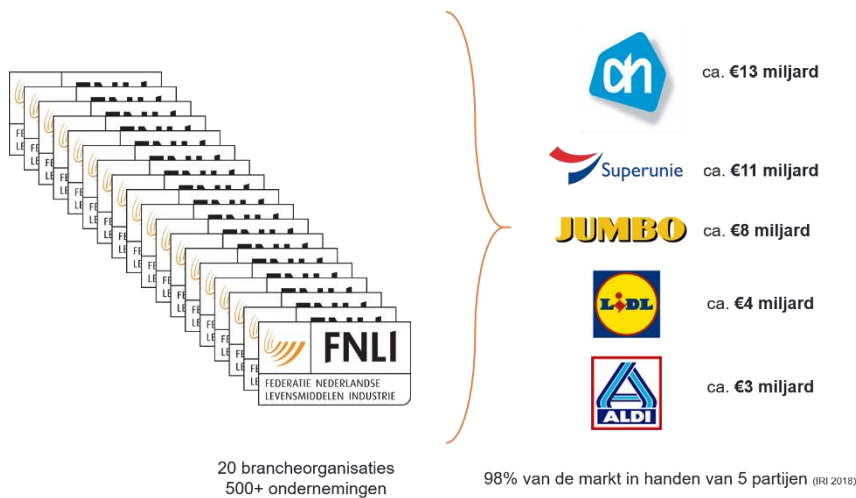 FNLI
FEDERATIE NEDERLANDSE
LEVENSMIDDELEN INDUSTRIE
20 brancheorganisaties
500+ ondernemingen
ah
ca. €13 miljard
Superunie
ca. €11 miljard
JUMBO
ca. €8 miljard
LiDL
ca. €4 miljard
ALDI
ca. €3 miljard
98% van de markt in handen van 5 partijen (IRI 2018)